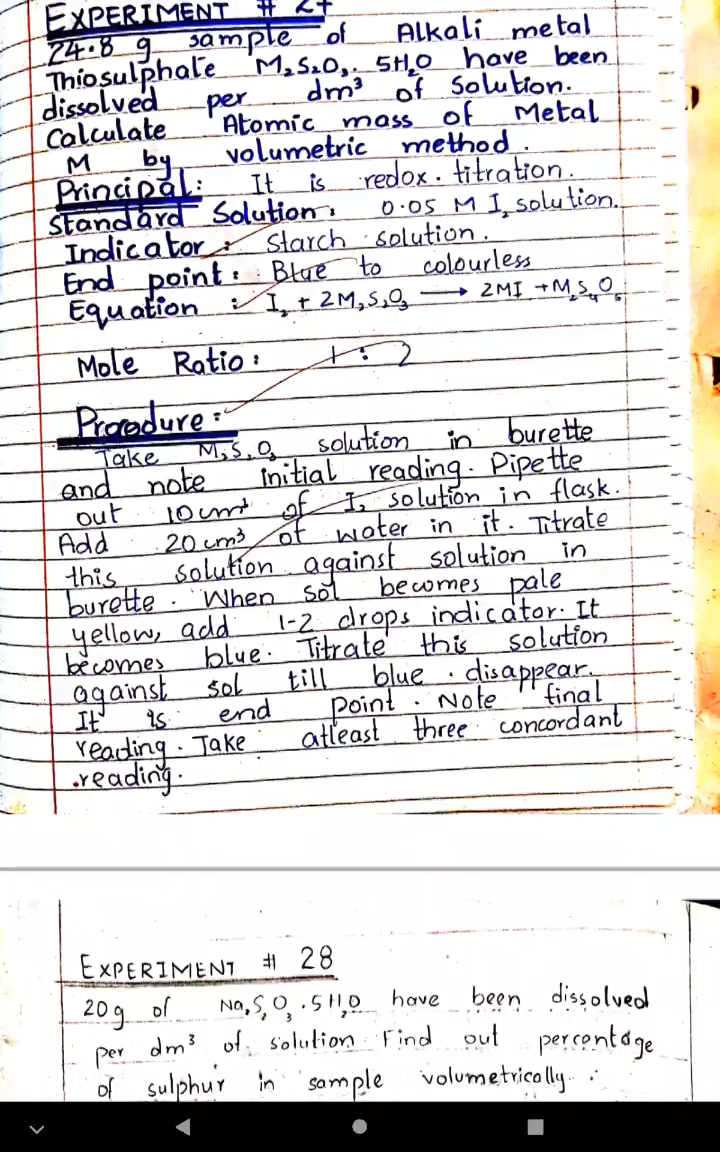 EXPERIMENT # 27
24.8 g sample of Alkali metal
Thiosulphate M₂S₂O₃. 5H₂O have been
dissolved per dm³ of Solution.
Calculate Atomic mass of Metal
M by volumetric method.
Principal: It is redox. titration.
Standard Solution: 0.05 M I₂ solution.
Indicator: Starch solution.
End point: Blue to colourless
Equation: I₂ + 2M₂S₂O₃ → 2MI + M₂S₄O₆
Mole Ratio: 1 : 2
Procedure:
Take M₂S₂O₃ solution in burette
and note initial reading. Pipette
out 10 cm³ of I₂ solution in flask.
Add 20 cm³ of water in it. Titrate
this solution against solution in
burette. When sol becomes pale
yellow, add 1-2 drops indicator. It
becomes blue. Titrate this solution
against sol till blue. disappear.
It is end point. Note final
reading. Take atleast three concordant
reading.
EXPERIMENT # 28
20g of Na₂S₂O₃.5H₂O have been dissolved
per dm³ of solution Find out percentage
of sulphur in sample volumetrically.